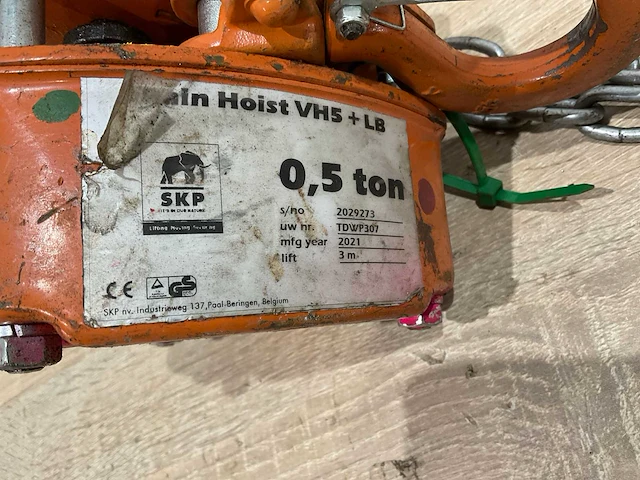 in Hoist VH5 + LB
SKP
0,5 ton
s/no 2029273
uw nr. TDWP307
mfg year 2021
lift 3 m
CE
GS
SKP nv. Industrieweg 137, Paal-Beringen, Belgium